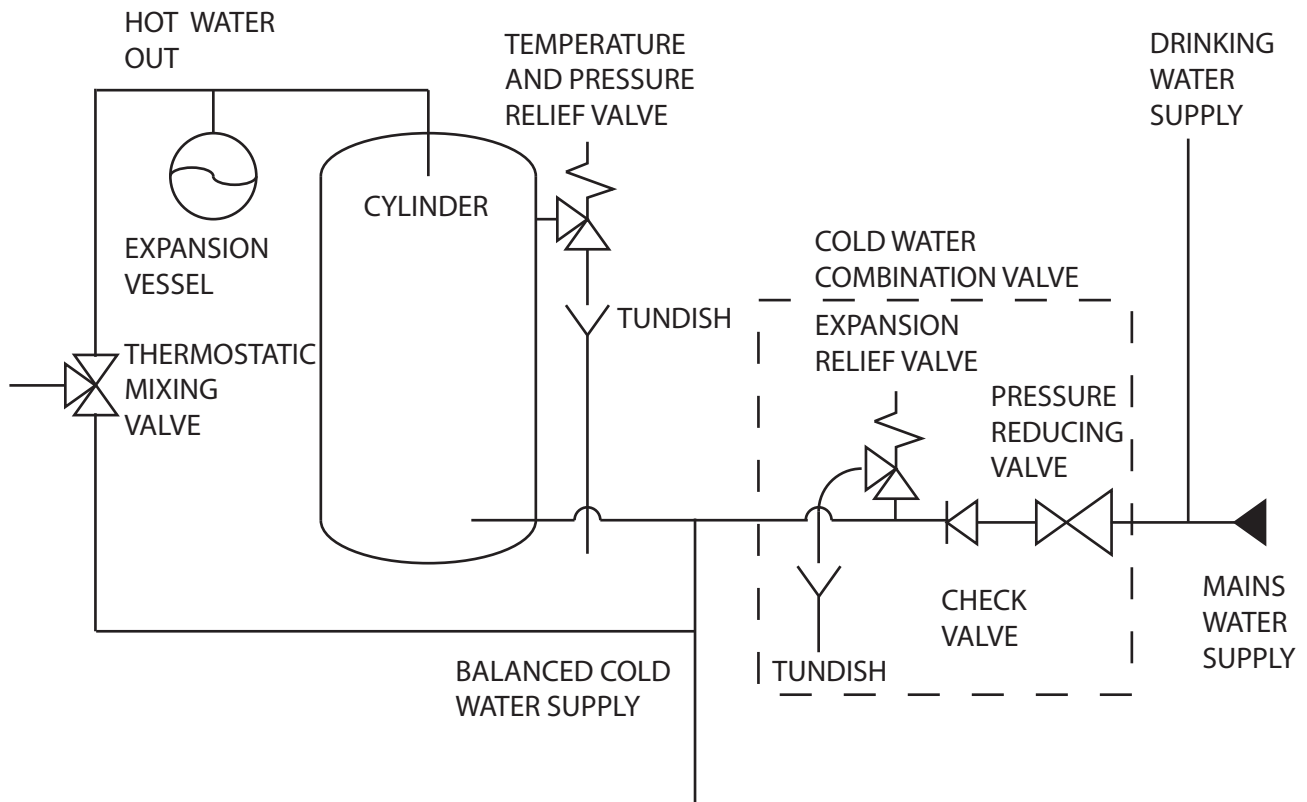 HOT WATER
OUT
TEMPERATURE
AND PRESSURE
RELIEF VALVE
DRINKING
WATER
SUPPLY
CYLINDER
EXPANSION
VESSEL
COLD WATER
COMBINATION VALVE
TUNDISH
EXPANSION
RELIEF VALVE
THERMOSTATIC
MIXING
VALVE
PRESSURE
REDUCING
VALVE
CHECK
VALVE
MAINS
WATER
SUPPLY
TUNDISH
BALANCED COLD
WATER SUPPLY